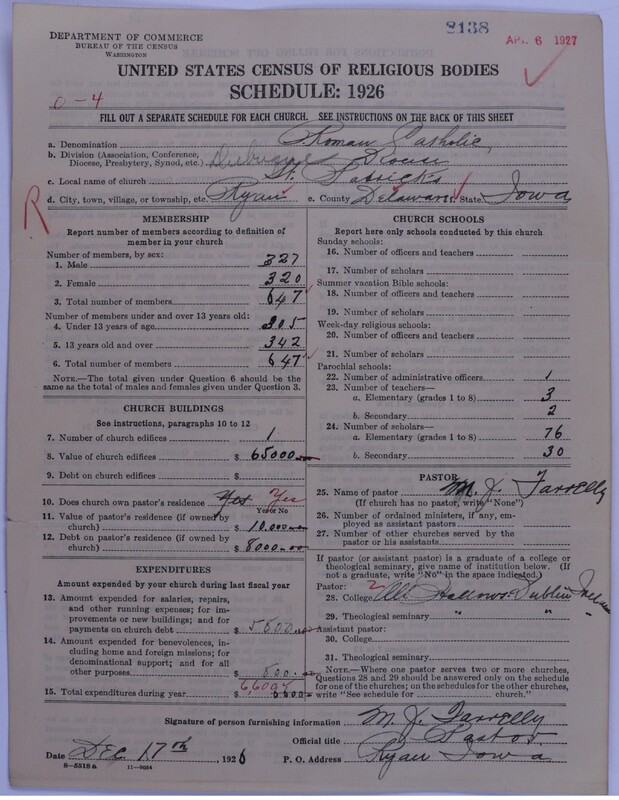 8138
APR 6 1927
DEPARTMENT OF COMMERCE
BUREAU OF THE CENSUS
WASHINGTON
UNITED STATES CENSUS OF RELIGIOUS BODIES
SCHEDULE: 1926
0-4
FILL OUT A SEPARATE SCHEDULE FOR EACH CHURCH. SEE INSTRUCTIONS ON THE BACK OF THIS SHEET
a. Denomination Roman Catholic
b. Division (Association, Conference, Diocese, Presbytery, Synod, etc.) Dubuque Iowa
c. Local name of church St. Patricks
d. City, town, village, or township, etc. Ryan e. County Delaware f. State Iowa
R
MEMBERSHIP
Report number of members according to definition of member in your church
Number of members, by sex:
1. Male 327
2. Female 320
3. Total number of members 647
Number of members under and over 13 years old:
4. Under 13 years of age 305
5. 13 years old and over 342
6. Total number of members 647
NOTE.—The total given under Question 6 should be the same as the total of males and females given under Question 3.
CHURCH BUILDINGS
See instructions, paragraphs 10 to 12
7. Number of church edifices 1
8. Value of church edifices $ 65000
9. Debt on church edifices $
10. Does church own pastor's residence Yes Yes
Yes or No
11. Value of pastor's residence (if owned by church) $ 10.000
12. Debt on pastor's residence (if owned by church) $ 8000.00
EXPENDITURES
Amount expended by your church during last fiscal year
13. Amount expended for salaries, repairs, and other running expenses; for improvements or new buildings; and for payments on church debt $
14. Amount expended for benevolences, including home and foreign missions; for denominational support; and for all other purposes $
15. Total expenditures during year $
CHURCH SCHOOLS
Report here only schools conducted by this church
Sunday schools:
16. Number of officers and teachers
17. Number of scholars
Summer vacation Bible schools:
18. Number of officers and teachers
19. Number of scholars
Week-day religious schools:
20. Number of officers and teachers
21. Number of scholars
Parochial schools:
22. Number of administrative officers 1
23. Number of teachers—
a. Elementary (grades 1 to 8) 3
b. Secondary 2
24. Number of scholars—
a. Elementary (grades 1 to 8) 76
b. Secondary 30
PASTOR
25. Name of pastor M. J. Farrelly
(If church has no pastor, write "None")
26. Number of ordained ministers, if any, employed as assistant pastors
27. Number of other churches served by the pastor or his assistants
If pastor (or assistant pastor) is a graduate of a college or theological seminary, give name of institution below. (If not a graduate, write "No" in the space indicated.)
Pastor:
28. College All Hallows Dublin Ireland
29. Theological seminary " "
Assistant pastor:
30. College
31. Theological seminary
NOTE.—Where one pastor serves two or more churches, Questions 28 and 29 should be answered only on the schedule for one of the churches; on the schedules for the other churches, write "See schedule for church."
Signature of person furnishing information M. J. Farrelly
Official title Pastor
Date Dec 17th, 1926 P. O. Address Ryan Iowa
8—5518 a 11—9034